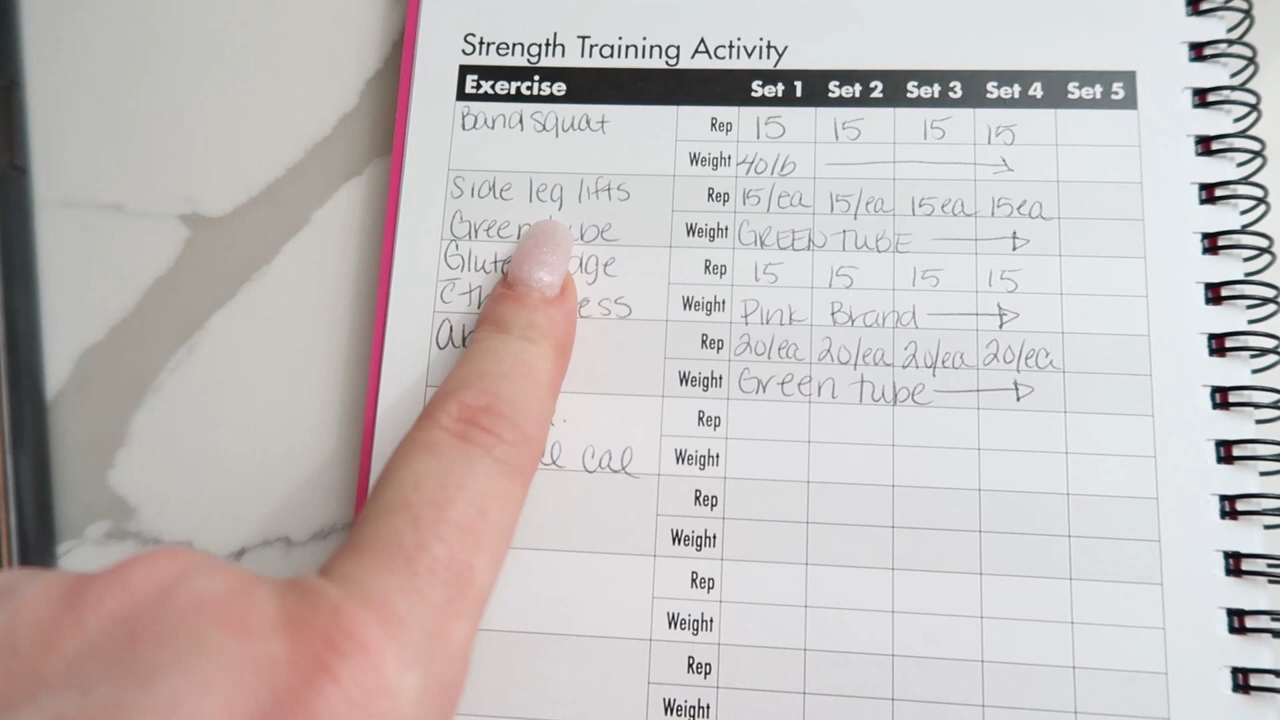 Strength Training Activity
Exercise Set 1 Set 2 Set 3 Set 4 Set 5
Band squat Rep 15 15 15 15
Weight 40lb
Side leg lifts Rep 15/ea 15/ea 15ea 15ea
Green Weight GREEN TUBE
Rep 15 15 15 15
Weight Pink Brand
Rep 20/ea 20/ea 20/ea 20/ea
Weight Green tube
Rep
cal Weight
Rep
Weight
Rep
Weight
Rep
Weight